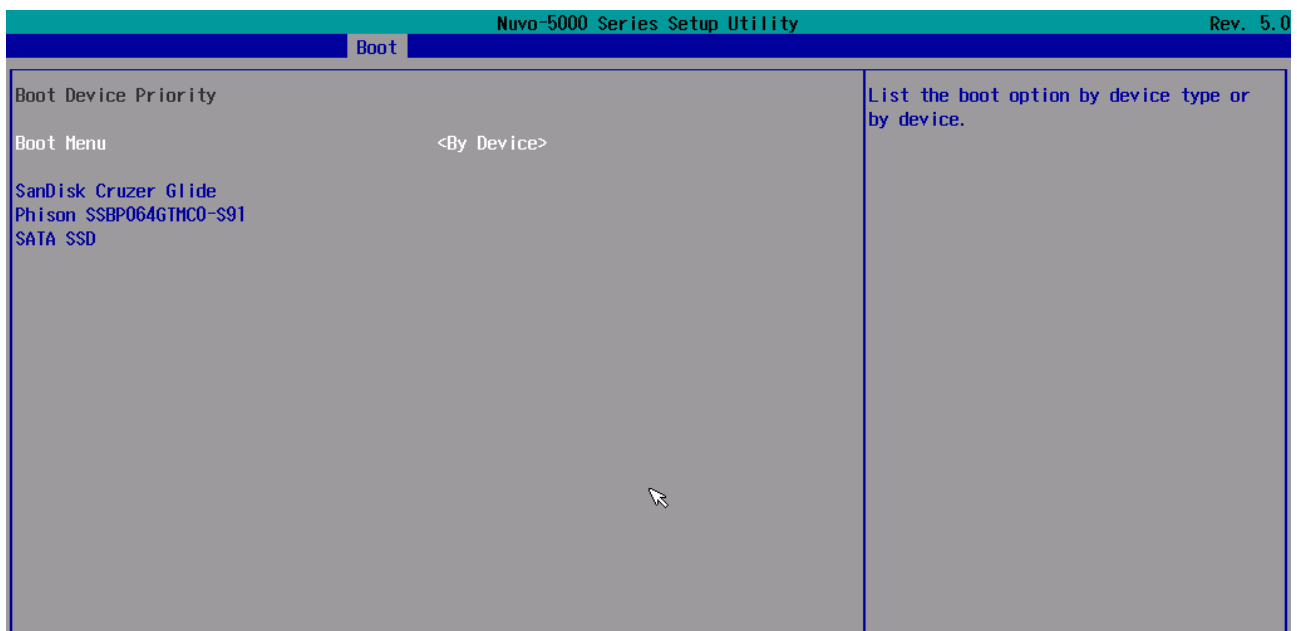 Nuvo-5000 Series Setup Utility Rev. 5.0
Boot
Boot Device Priority
Boot Menu <By Device>
SanDisk Cruzer Glide
Phison SSBP064GTMC0-S91
SATA SSD
List the boot option by device type or
by device.